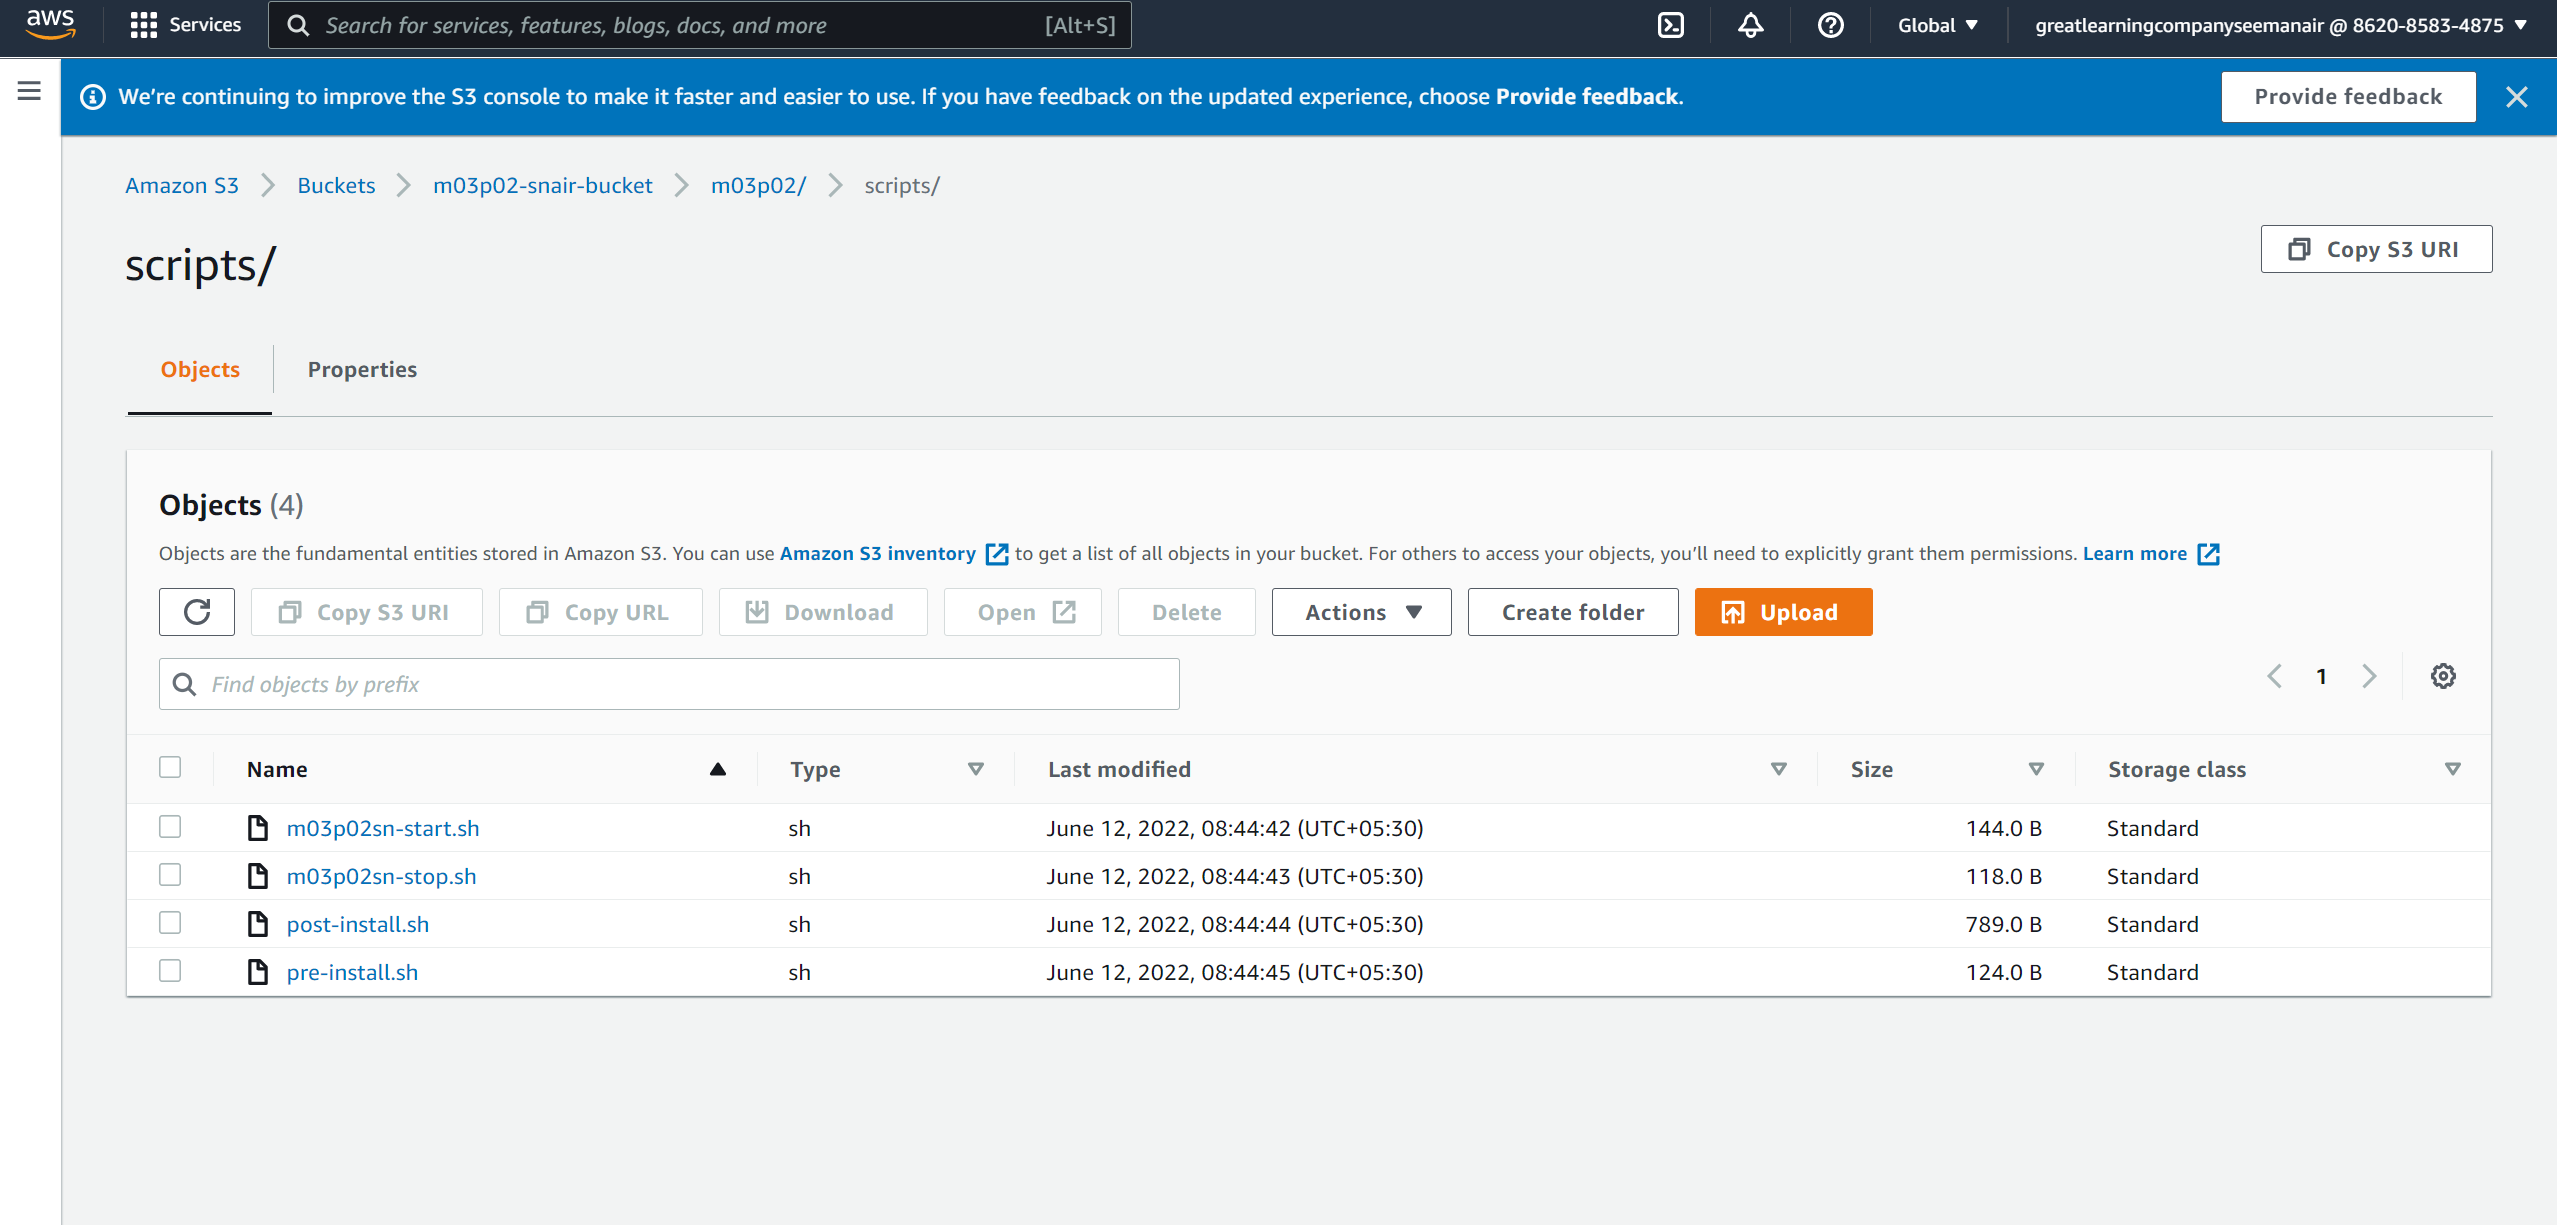 aws Services Search for services, features, blogs, docs, and more [Alt+S] Global greatlearningcompanyseemanair @ 8620-8583-4875
We're continuing to improve the S3 console to make it faster and easier to use. If you have feedback on the updated experience, choose Provide feedback. Provide feedback
Amazon S3 Buckets m03p02-snair-bucket m03p02/ scripts/
scripts/ Copy S3 URI
Objects Properties
Objects (4)
Objects are the fundamental entities stored in Amazon S3. You can use Amazon S3 inventory to get a list of all objects in your bucket. For others to access your objects, you'll need to explicitly grant them permissions. Learn more
Copy S3 URI Copy URL Download Open Delete Actions Create folder Upload
Find objects by prefix 1
Name Type Last modified Size Storage class
m03p02sn-start.sh sh June 12, 2022, 08:44:42 (UTC+05:30) 144.0 B Standard
m03p02sn-stop.sh sh June 12, 2022, 08:44:43 (UTC+05:30) 118.0 B Standard
post-install.sh sh June 12, 2022, 08:44:44 (UTC+05:30) 789.0 B Standard
pre-install.sh sh June 12, 2022, 08:44:45 (UTC+05:30) 124.0 B Standard